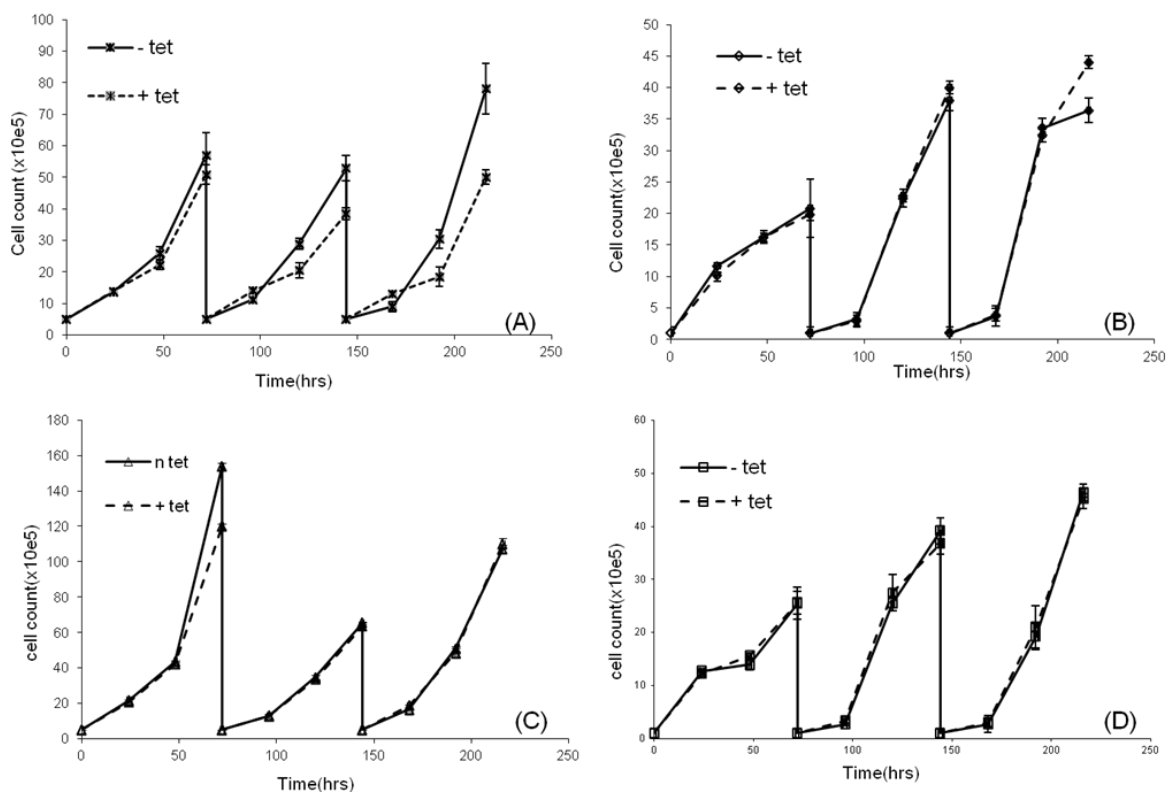 - tet
+ tet
Cell count (x10e5)
100
90
80
70
60
50
40
30
20
10
0
0 50 100 150 200 250
Time(hrs)
(A)
- tet
+ tet
Cell count(x10e5)
50
45
40
35
30
25
20
15
10
5
0
0 50 100 150 200 250
Time(hrs)
(B)
n tet
+ tet
cell count(x10e5)
180
160
140
120
100
80
60
40
20
0
0 50 100 150 200 250
Time(hrs)
(C)
- tet
+ tet
cell count(x10e5)
60
50
40
30
20
10
0
0 50 100 150 200 250
Time(hrs)
(D)